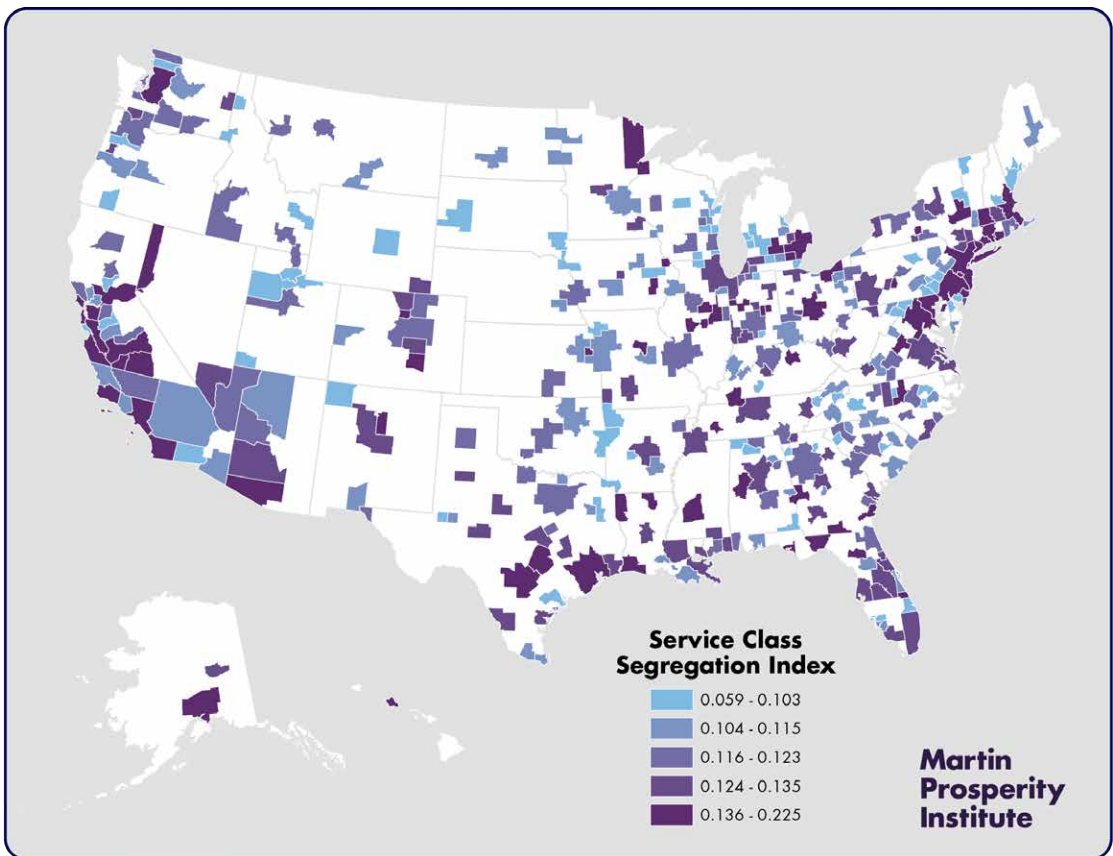 Service Class
Segregation Index
0.059 - 0.103
0.104 - 0.115
0.116 - 0.123
0.124 - 0.135
0.136 - 0.225
Martin
Prosperity
Institute